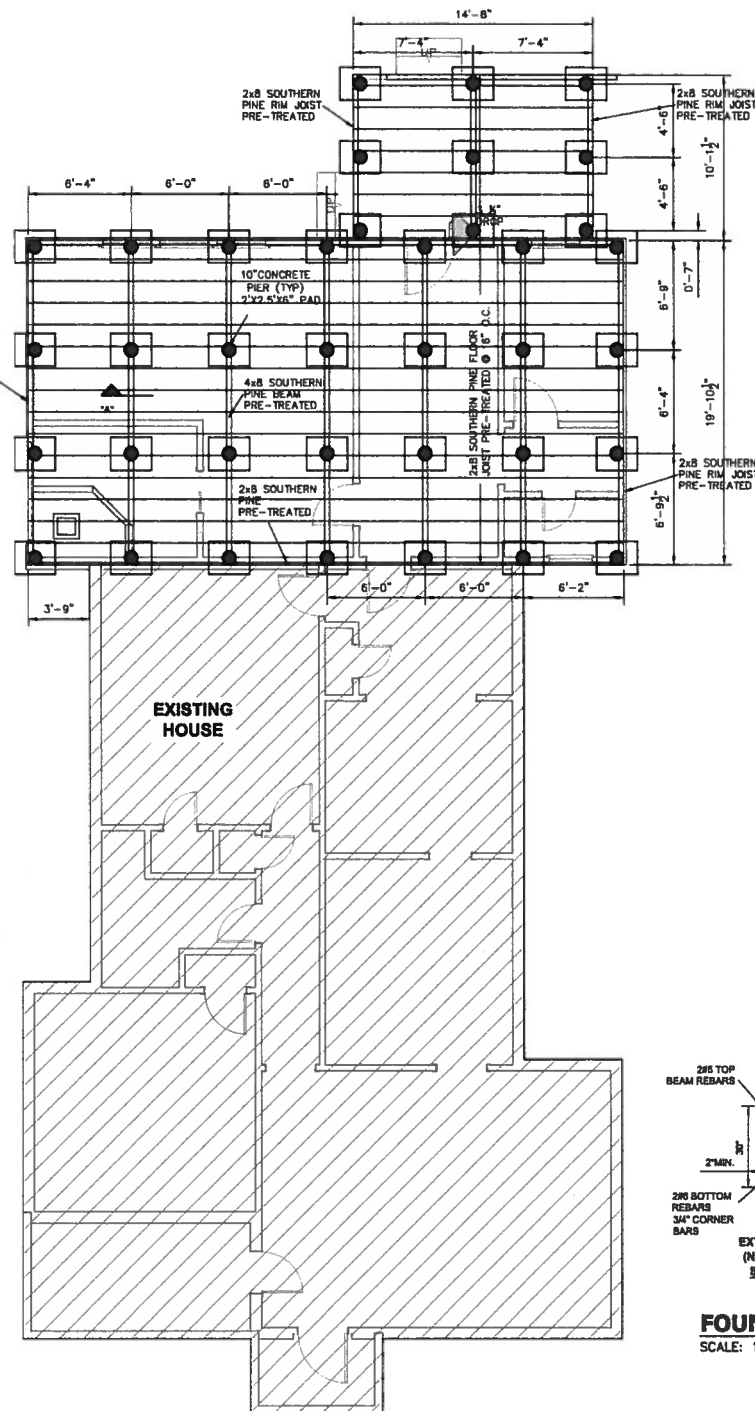 14'-8"
7'-4"
7'-4"
UP
2x8 SOUTHERN
PINE RIM JOIST
PRE-TREATED
2x8 SOUTHERN
PINE RIM JOIST
PRE-TREATED
4'-6"
4'-6"
10'-1½"
6'-4"
6'-0"
6'-0"
UP
DROP
10"CONCRETE
PIER (TYP)
2'X2.5'X6" PAD
6'-9"
0'-7"
4x8 SOUTHERN
PINE BEAM
PRE-TREATED
"A"
2x8 SOUTHERN PINE FLOOR
JOIST PRE-TREATED @ 16" O.C.
6'-4"
19'-10½"
2x8 SOUTHERN
PINE
PRE-TREATED
2x8 SOUTHERN
PINE RIM JOIST
PRE-TREATED
6'-9½"
3'-9"
6'-0"
6'-0"
6'-2"
EXISTING
HOUSE
2#5 TOP
BEAM REBARS
30"
2"MIN.
BOTTOM
REBARS
3/4" CORNER
BARS
EXT
(N
FOUN
SCALE: 1